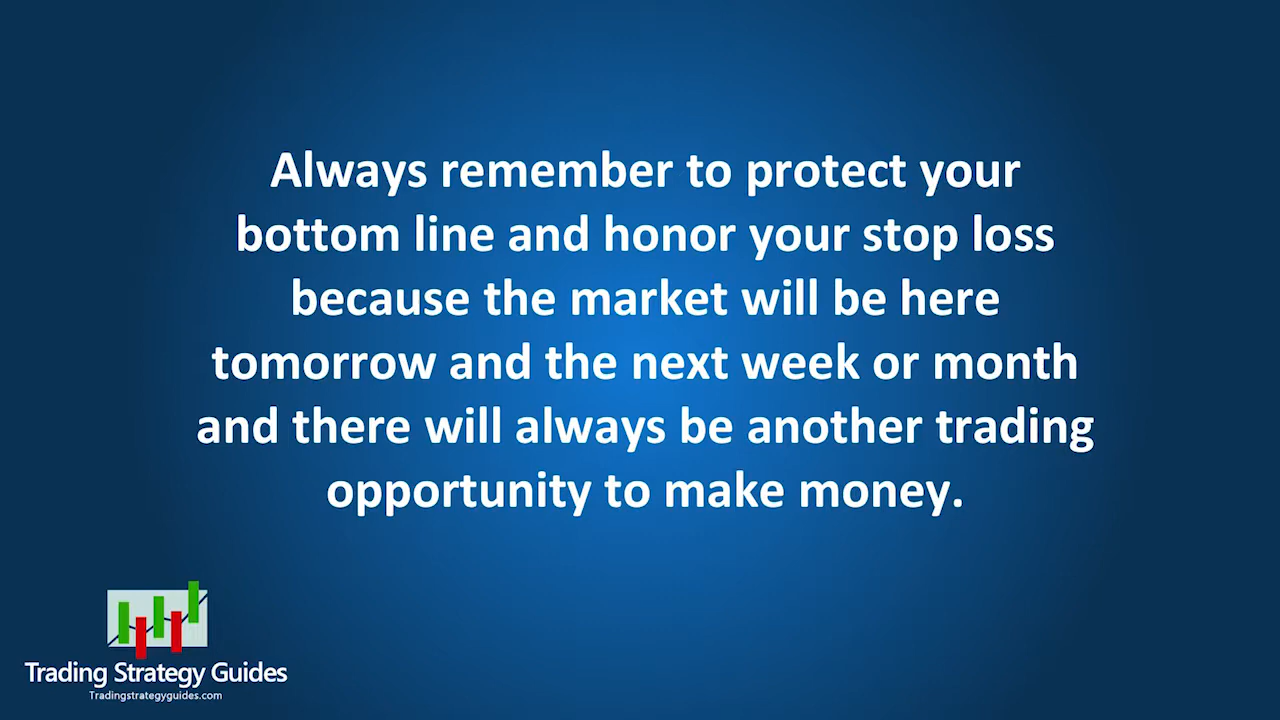 Always remember to protect your
bottom line and honor your stop loss
because the market will be here
tomorrow and the next week or month
and there will always be another trading
opportunity to make money.
Trading Strategy Guides
Tradingstrategyguides.com